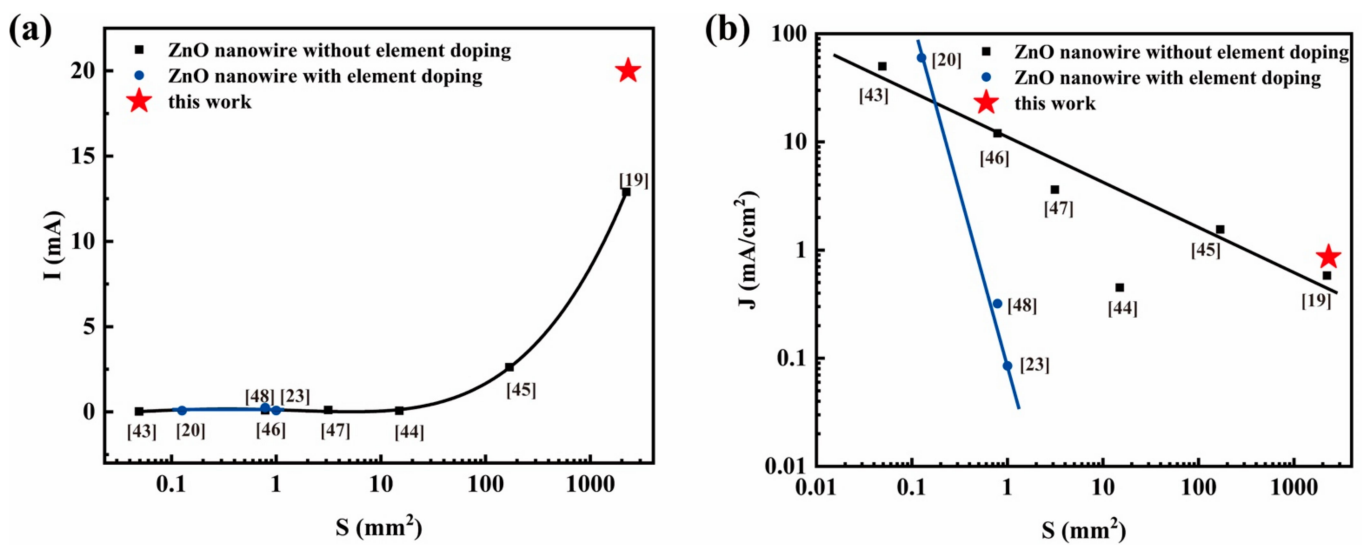 (a)
ZnO nanowire without element doping
ZnO nanowire with element doping
this work
20
15
10
5
0
I (mA)
[19]
[45]
[48] [23]
[43] [20] [46] [47] [44]
0.1 1 10 100 1000
S (mm²)
(b)
ZnO nanowire without element doping
ZnO nanowire with element doping
this work
100
10
1
0.1
0.01
J (mA/cm²)
[20]
[43]
[46]
[47]
[45]
[44]
[19]
[48]
[23]
0.01 0.1 1 10 100 1000
S (mm²)